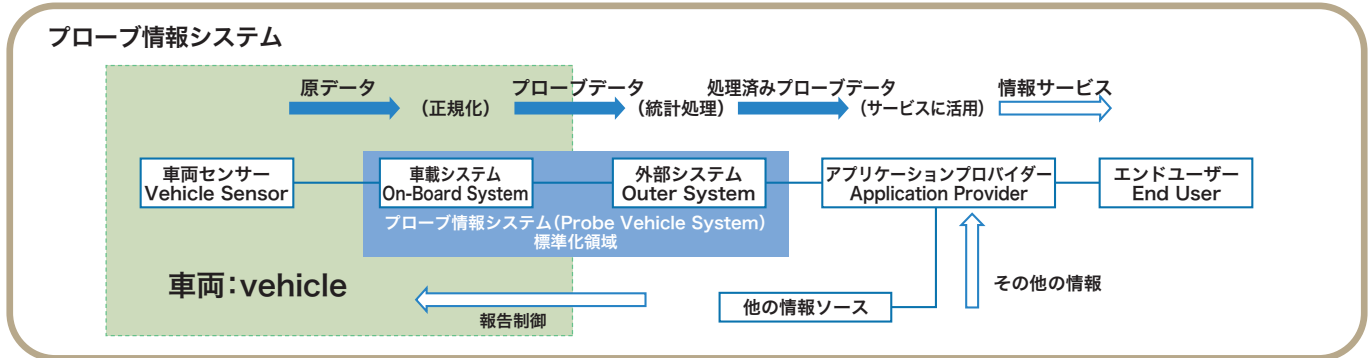 プローブ情報システム
原データ
プローブデータ
処理済みプローブデータ
情報サービス
（正規化）
（統計処理）
（サービスに活用）
車両センサー
Vehicle Sensor
車載システム
On-Board System
外部システム
Outer System
アプリケーションプロバイダー
Application Provider
エンドユーザー
End User
プローブ情報システム（Probe Vehicle System）
標準化領域
車両：vehicle
報告制御
他の情報ソース
その他の情報